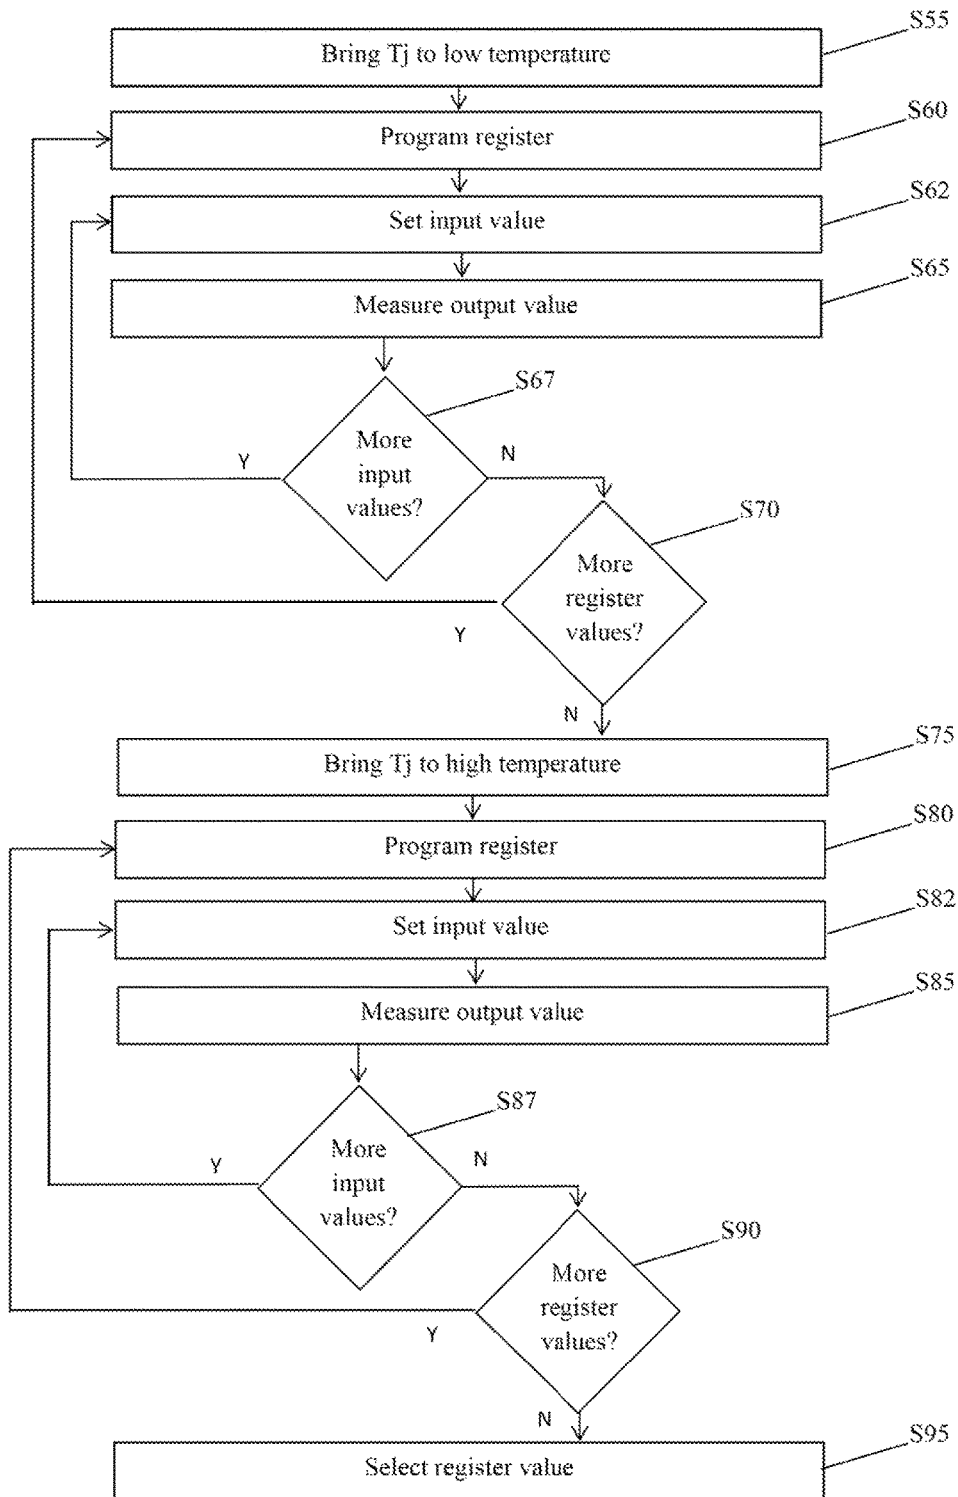 S55
Bring Tj to low temperature
S60
Program register
S62
Set input value
S65
Measure output value
S67
More
input
values?
Y
N
S70
More
register
values?
Y
N
S75
Bring Tj to high temperature
S80
Program register
S82
Set input value
S85
Measure output value
S87
More
input
values?
Y
N
S90
More
register
values?
Y
N
S95
Select register value